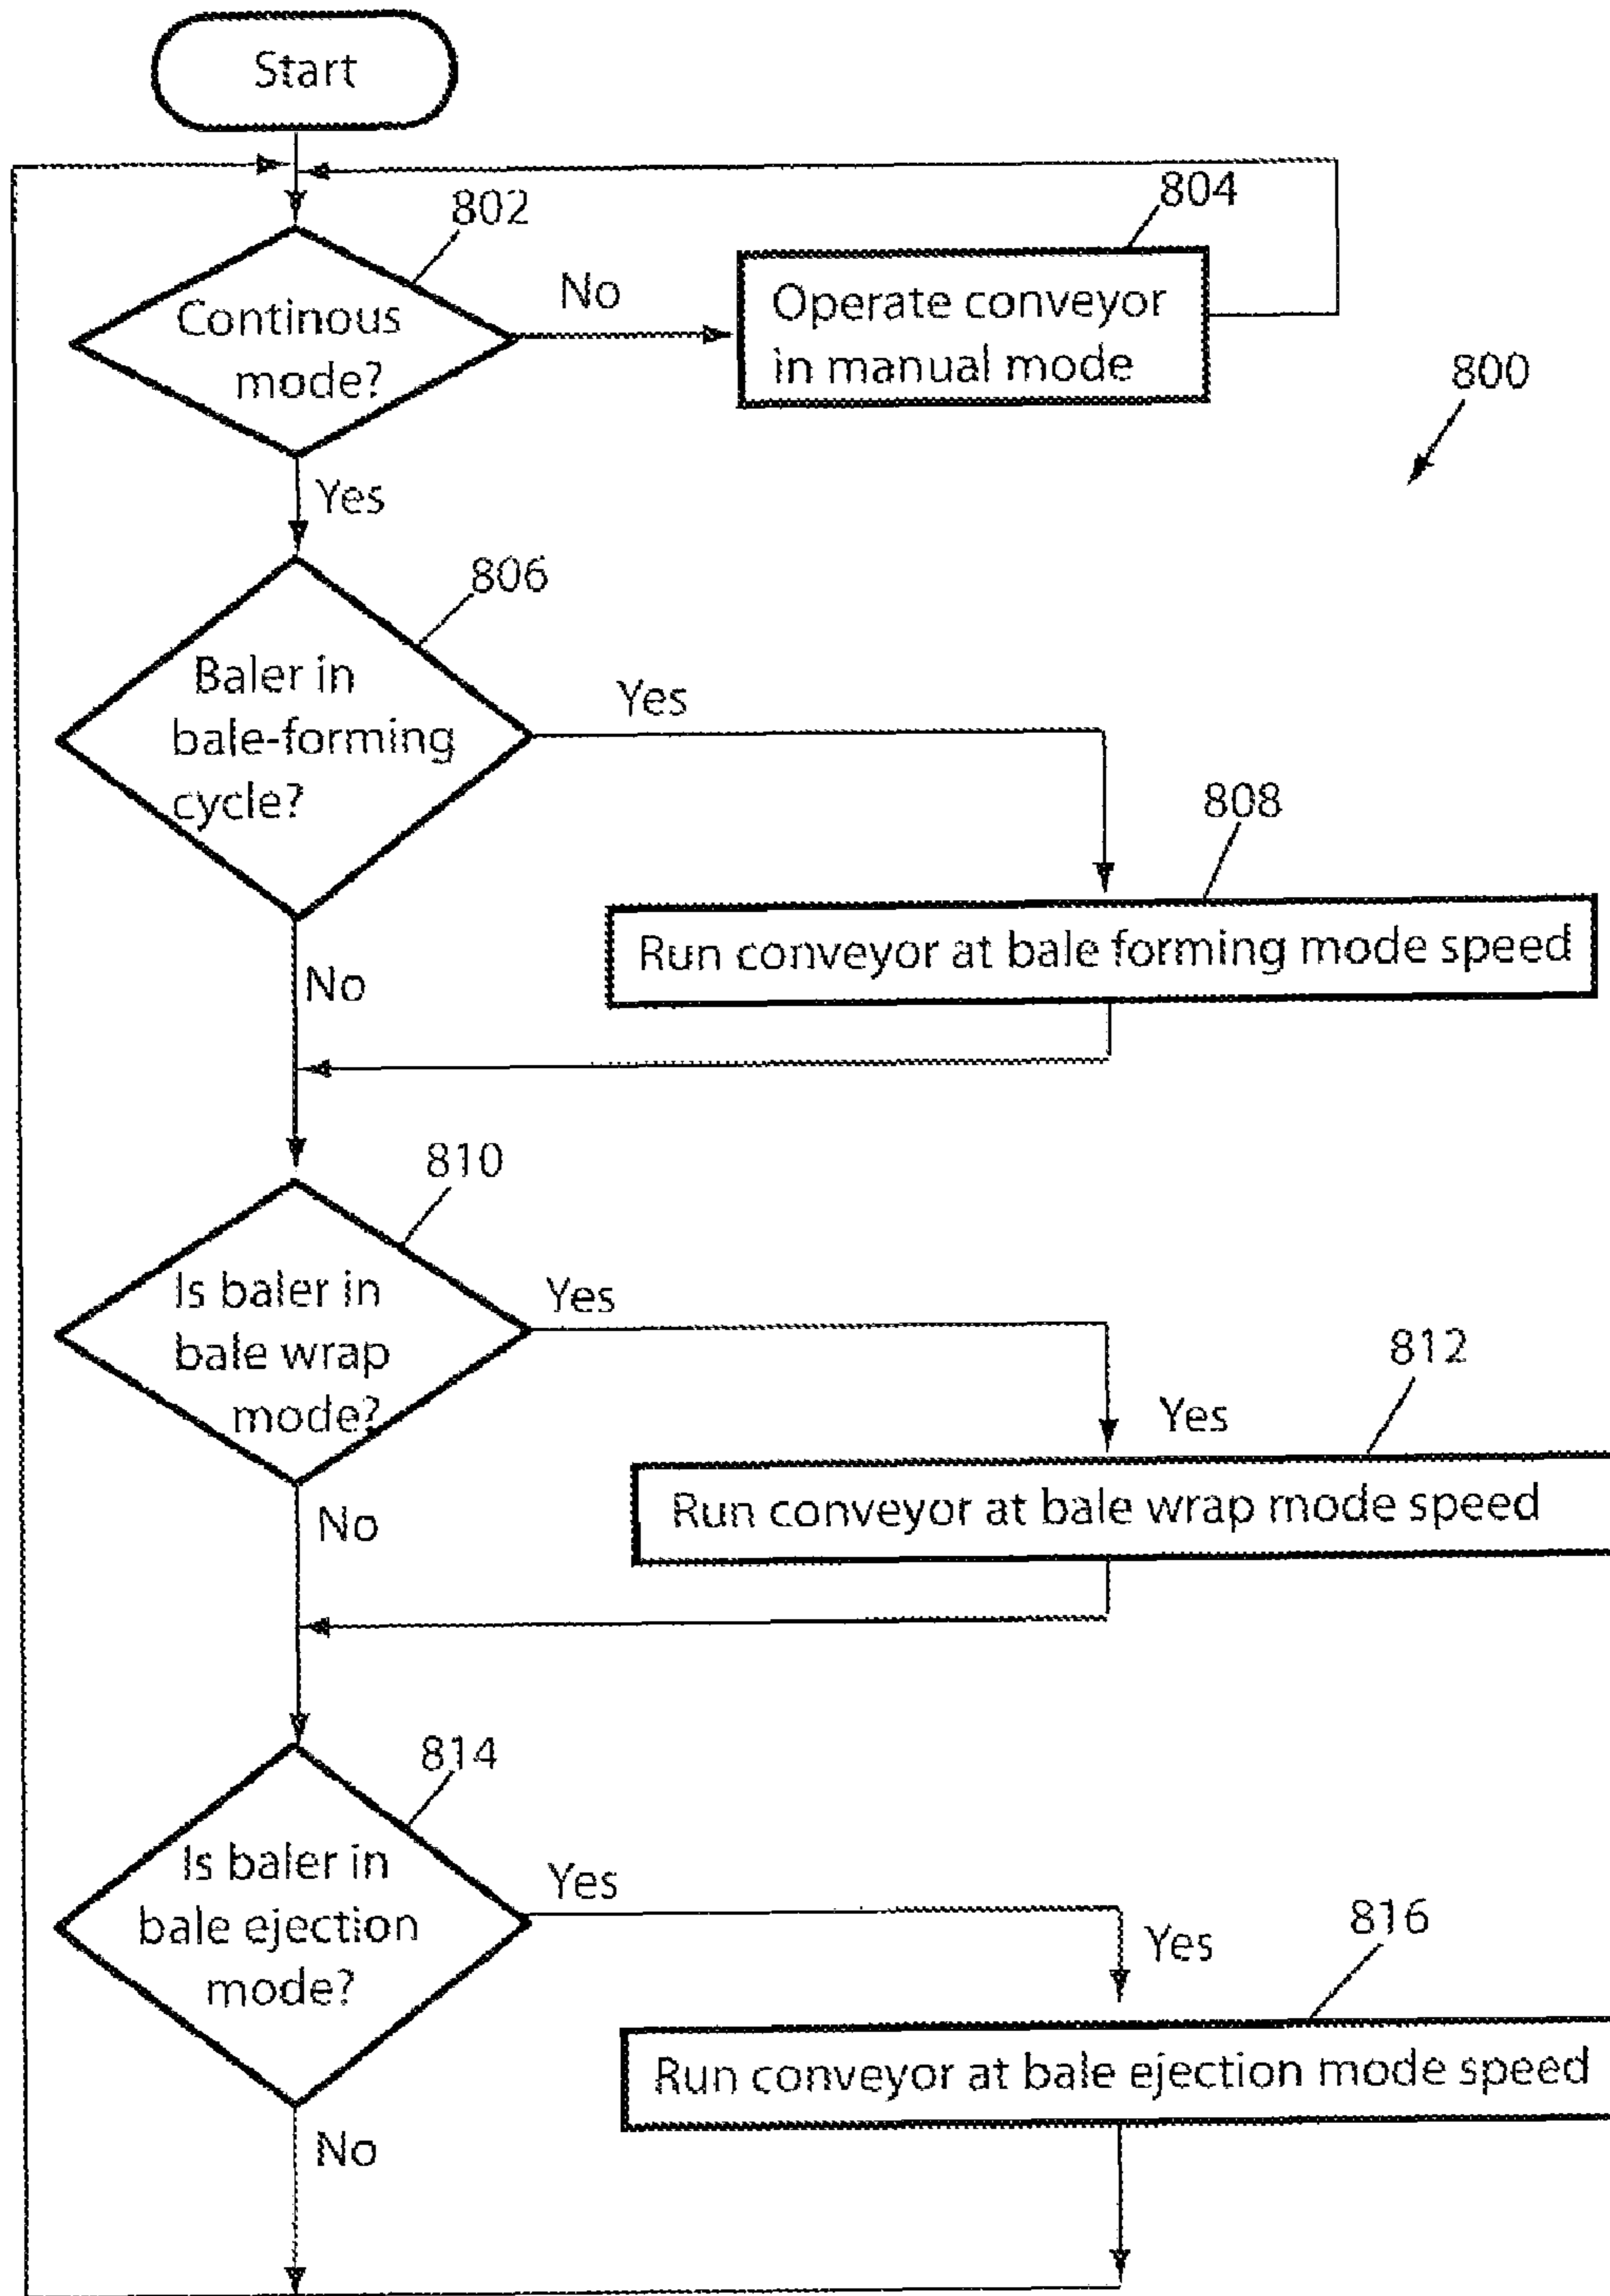 Start
802
804
Continous
mode?
No
Operate conveyor
in manual mode
800
Yes
806
Baler in
bale-forming
cycle?
Yes
808
Run conveyor at bale forming mode speed
No
810
Is baler in
bale wrap
mode?
Yes
812
Yes
Run conveyor at bale wrap mode speed
No
814
Is baler in
bale ejection
mode?
Yes
816
Yes
Run conveyor at bale ejection mode speed
No